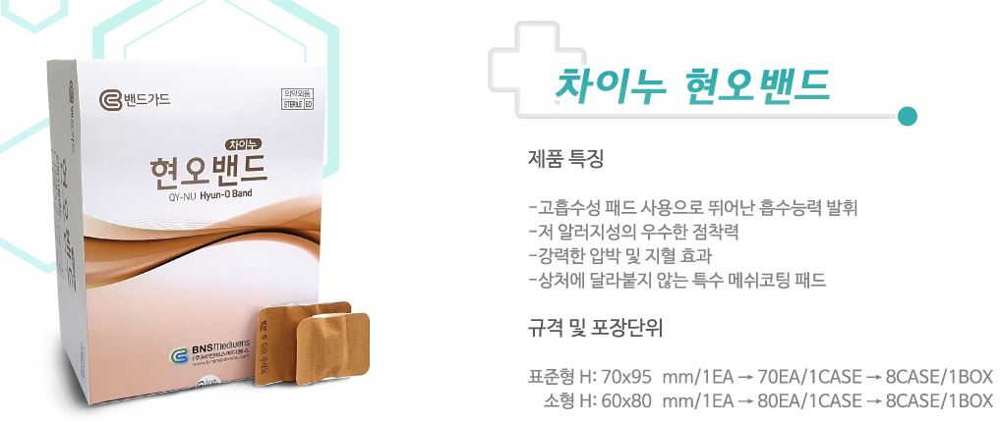 밴드가드
의약외품
STERILE EO
차이누
현오밴드
QY-NU Hyun-O Band
BNSmeduens
(주)비엔에스메디봉스
차이누 현오밴드
제품 특징
-고흡수성 패드 사용으로 뛰어난 흡수능력 발휘
-저 알러지성의 우수한 점착력
-강력한 압박 및 지혈 효과
-상처에 달라붙지 않는 특수 메쉬코팅 패드
규격 및 포장단위
표준형 H: 70x95 mm/1EA → 70EA/1CASE → 8CASE/1BOX
소형 H: 60x80 mm/1EA → 80EA/1CASE → 8CASE/1BOX